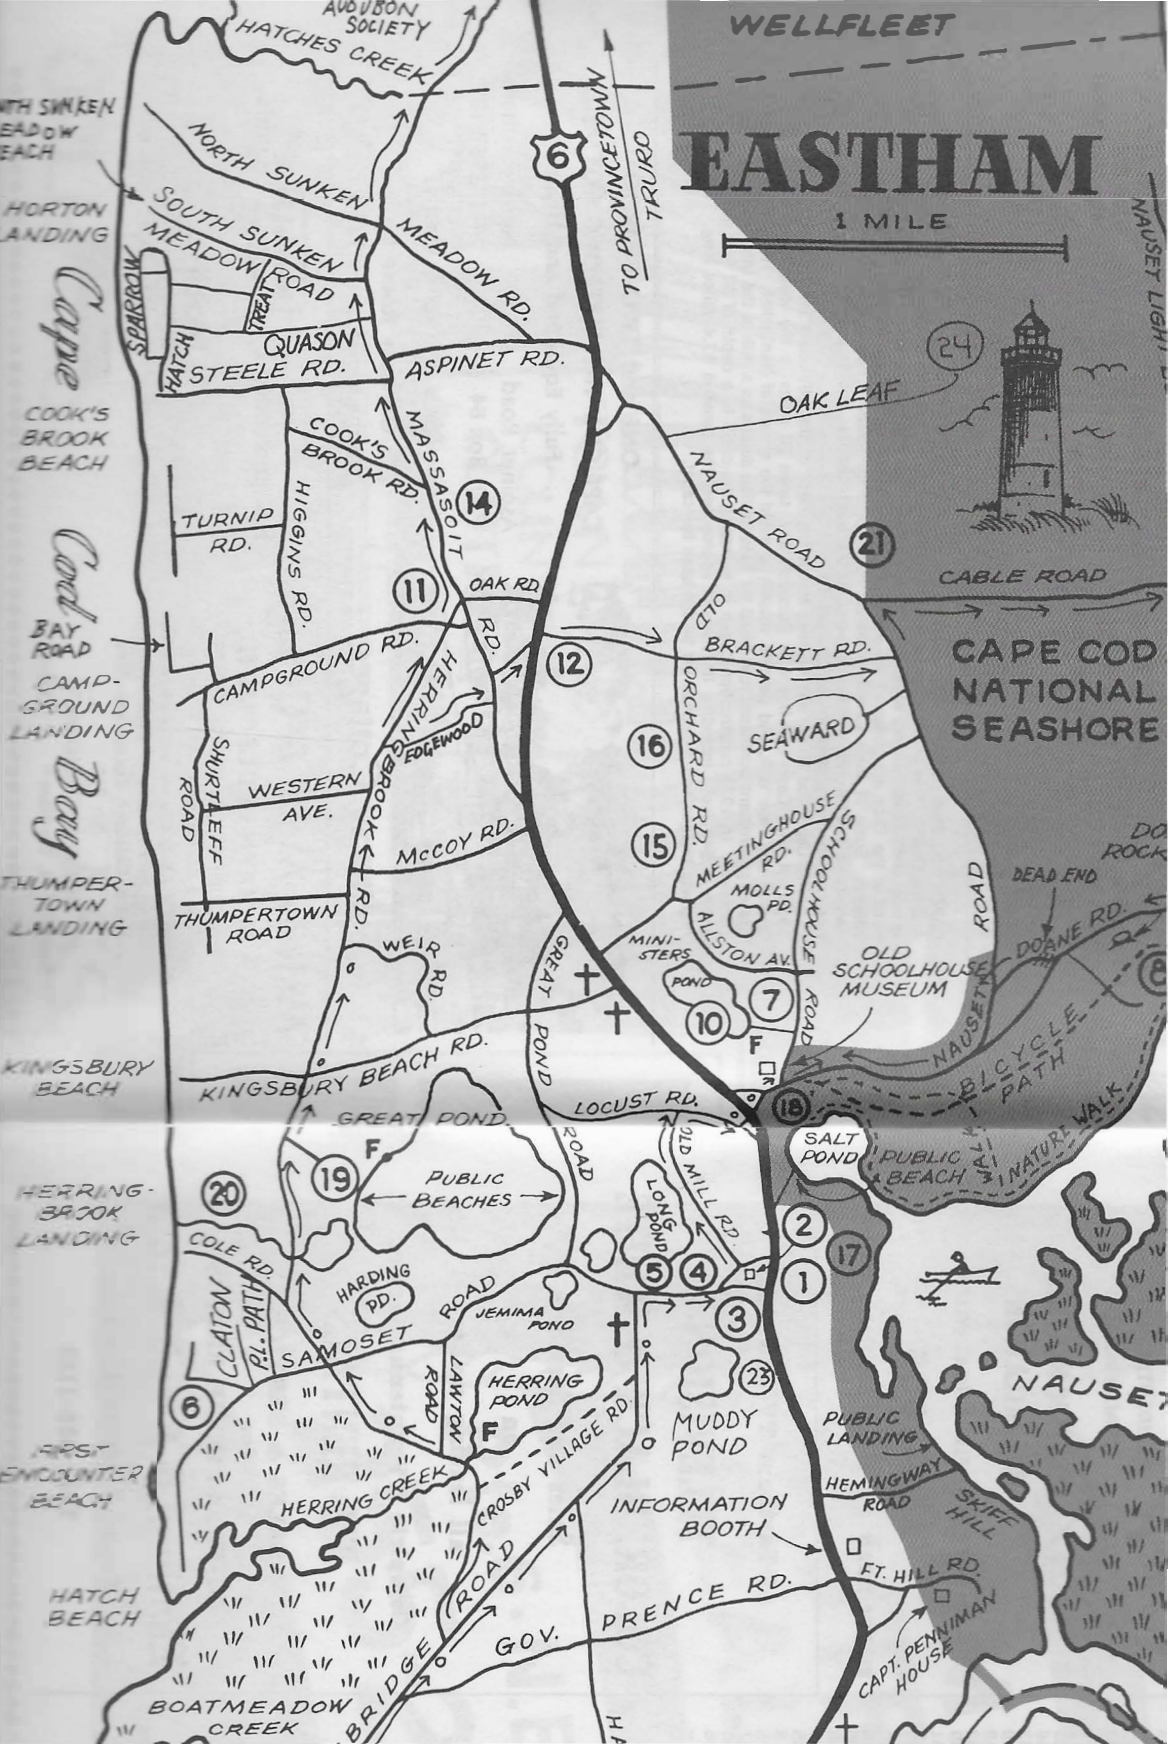 AUDUBON
SOCIETY
HATCHES CREEK
WELLFLEET
EASTHAM
1 MILE
6
TO PROVINCETOWN
TRURO
NAUSET LIGHT
NORTH SUNKEN
MEADOW RD.
SOUTH SUNKEN
MEADOW ROAD
HORTON
LANDING
SPARROW
TREAT
HATCH
QUASON
STEELE RD.
ASPINET RD.
24
OAK LEAF
Cape
Cod
Bay
COOK'S
BROOK
BEACH
COOK'S
BROOK RD.
MASSASOIT
RD.
14
HIGGINS RD.
TURNIP
RD.
NAUSET ROAD
21
CABLE ROAD
11
OAK RD.
OLD
ORCHARD RD.
BRACKETT RD.
12
BAY
ROAD
CAMPGROUND RD.
CAMP-
GROUND
LANDING
CAPE COD
NATIONAL
SEASHORE
HERRING BROOK RD.
EDGEWOOD
SEAWARD
16
SHURTLEFF
ROAD
WESTERN
AVE.
15
MCCOY RD.
MEETINGHOUSE
RD.
SCHOOLHOUSE
ROAD
ROAD
THUMPER-
TOWN
LANDING
THUMPERTOWN
ROAD
MOLLS
PD.
ALLSTON AV.
DEAD END
DOANE RD.
WEIR
RD.
GREAT
POND
ROAD
MINI-
STERS
POND
10
7
F
OLD
SCHOOLHOUSE
MUSEUM
8
NAUSET
BICYCLE
PATH
KINGSBURY
BEACH
KINGSBURY BEACH RD.
LOCUST RD.
18
GREAT POND
F
PUBLIC
BEACHES
OLD MILL RD.
SALT
POND
PUBLIC
BEACH
NATURE WALK
19
20
HERRING-
BROOK
LANDING
COLE RD.
LONG
POND
2
17
5
4
1
3
CLATON
P.L. PATH
HARDING
PD.
SAMOSET
ROAD
JEMIMA
POND
6
LAWTON
ROAD
HERRING
POND
F
23
MUDDY
POND
NAUSET
PUBLIC
LANDING
FIRST
ENCOUNTER
BEACH
HERRING CREEK
CROSBY VILLAGE RD.
HEMINGWAY
ROAD
SKIFF
HILL
INFORMATION
BOOTH
HATCH
BEACH
FT. HILL RD.
BRIDGE
ROAD
GOV. PRENCE RD.
CAPT. PENNIMAN
HOUSE
BOATMEADOW
CREEK